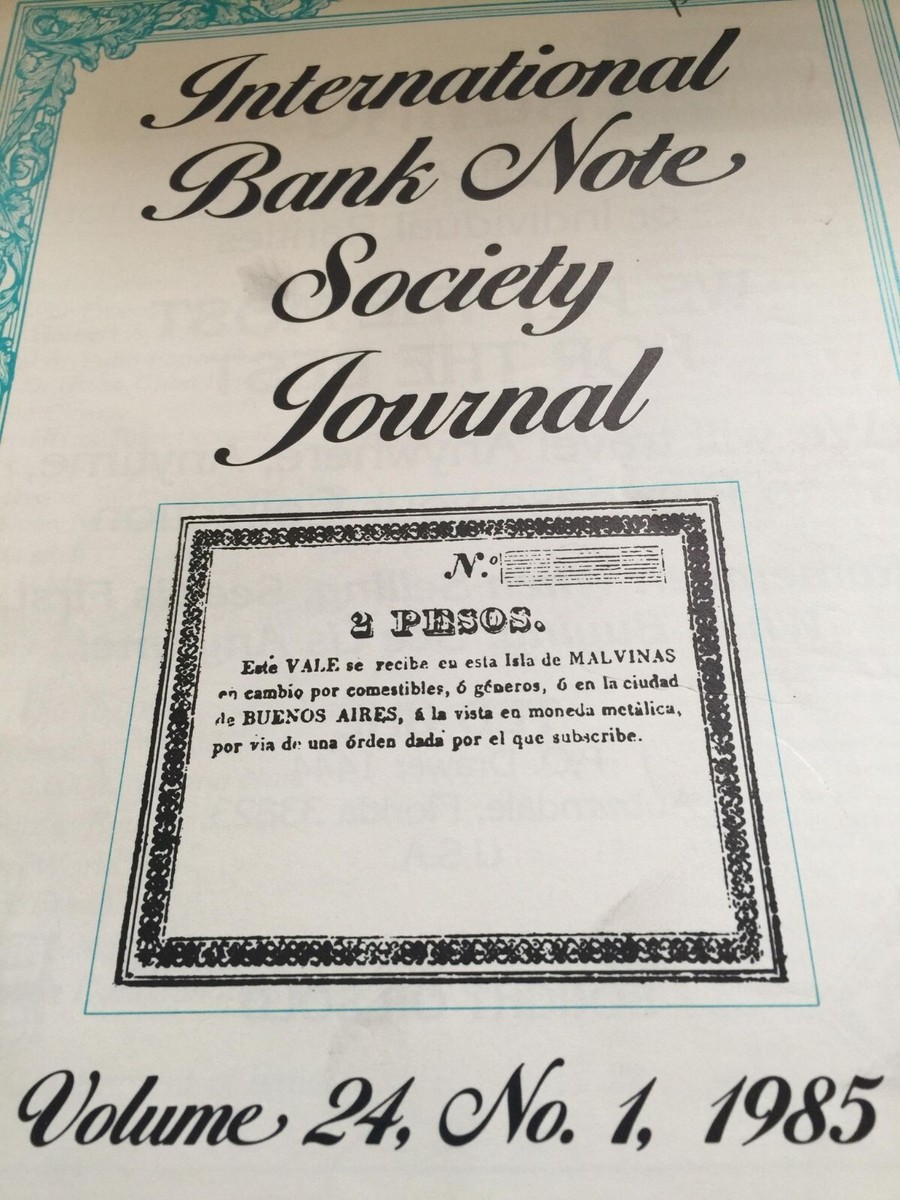 International
Bank Note
Society
Journal
N.º
2 PESOS.
Este VALE se recibe en esta Isla de MALVINAS
en cambio por comestibles, ó géneros, ó en la ciudad
de BUENOS AIRES, á la vista en moneda metálica,
por via de una órden dada por el que subscribe.
Volume 24, No. 1, 1985